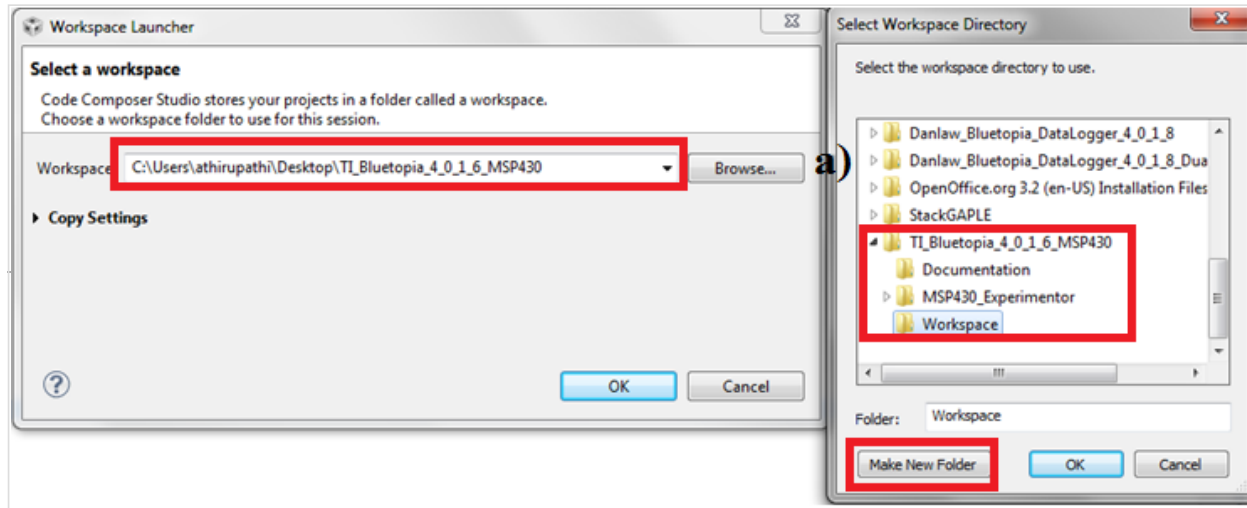 Workspace Launcher
Select a workspace
Code Composer Studio stores your projects in a folder called a workspace.
Choose a workspace folder to use for this session.
Workspace
C:\Users\athirupathi\Desktop\TI_Bluetopia_4_0_1_6_MSP430
Browse...
Copy Settings
?
OK
Cancel
a)
Select Workspace Directory
Select the workspace directory to use.
Danlaw_Bluetopia_DataLogger_4_0_1_8
Danlaw_Bluetopia_DataLogger_4_0_1_8_Dua
OpenOffice.org 3.2 (en-US) Installation Files
StackGAPLE
TI_Bluetopia_4_0_1_6_MSP430
Documentation
MSP430_Experimentor
Workspace
Folder:
Workspace
Make New Folder
OK
Cancel